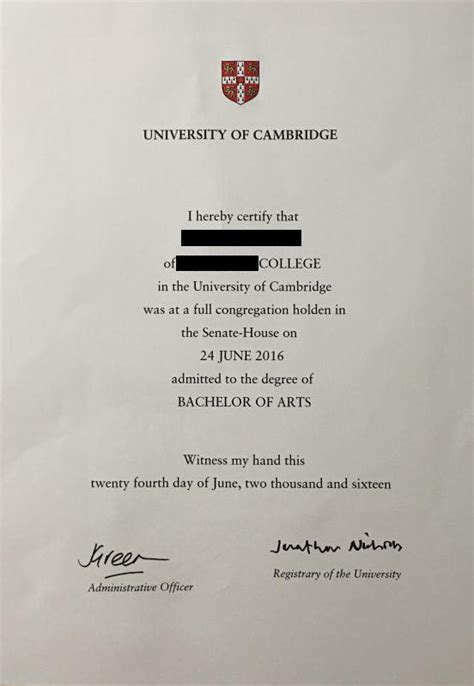 UNIVERSITY OF CAMBRIDGE
I hereby certify that
of COLLEGE
in the University of Cambridge
was at a full congregation holden in
the Senate-House on
24 JUNE 2016
admitted to the degree of
BACHELOR OF ARTS
Witness my hand this
twenty fourth day of June, two thousand and sixteen
Jonathan Nicholls
Administrative Officer
Registrary of the University